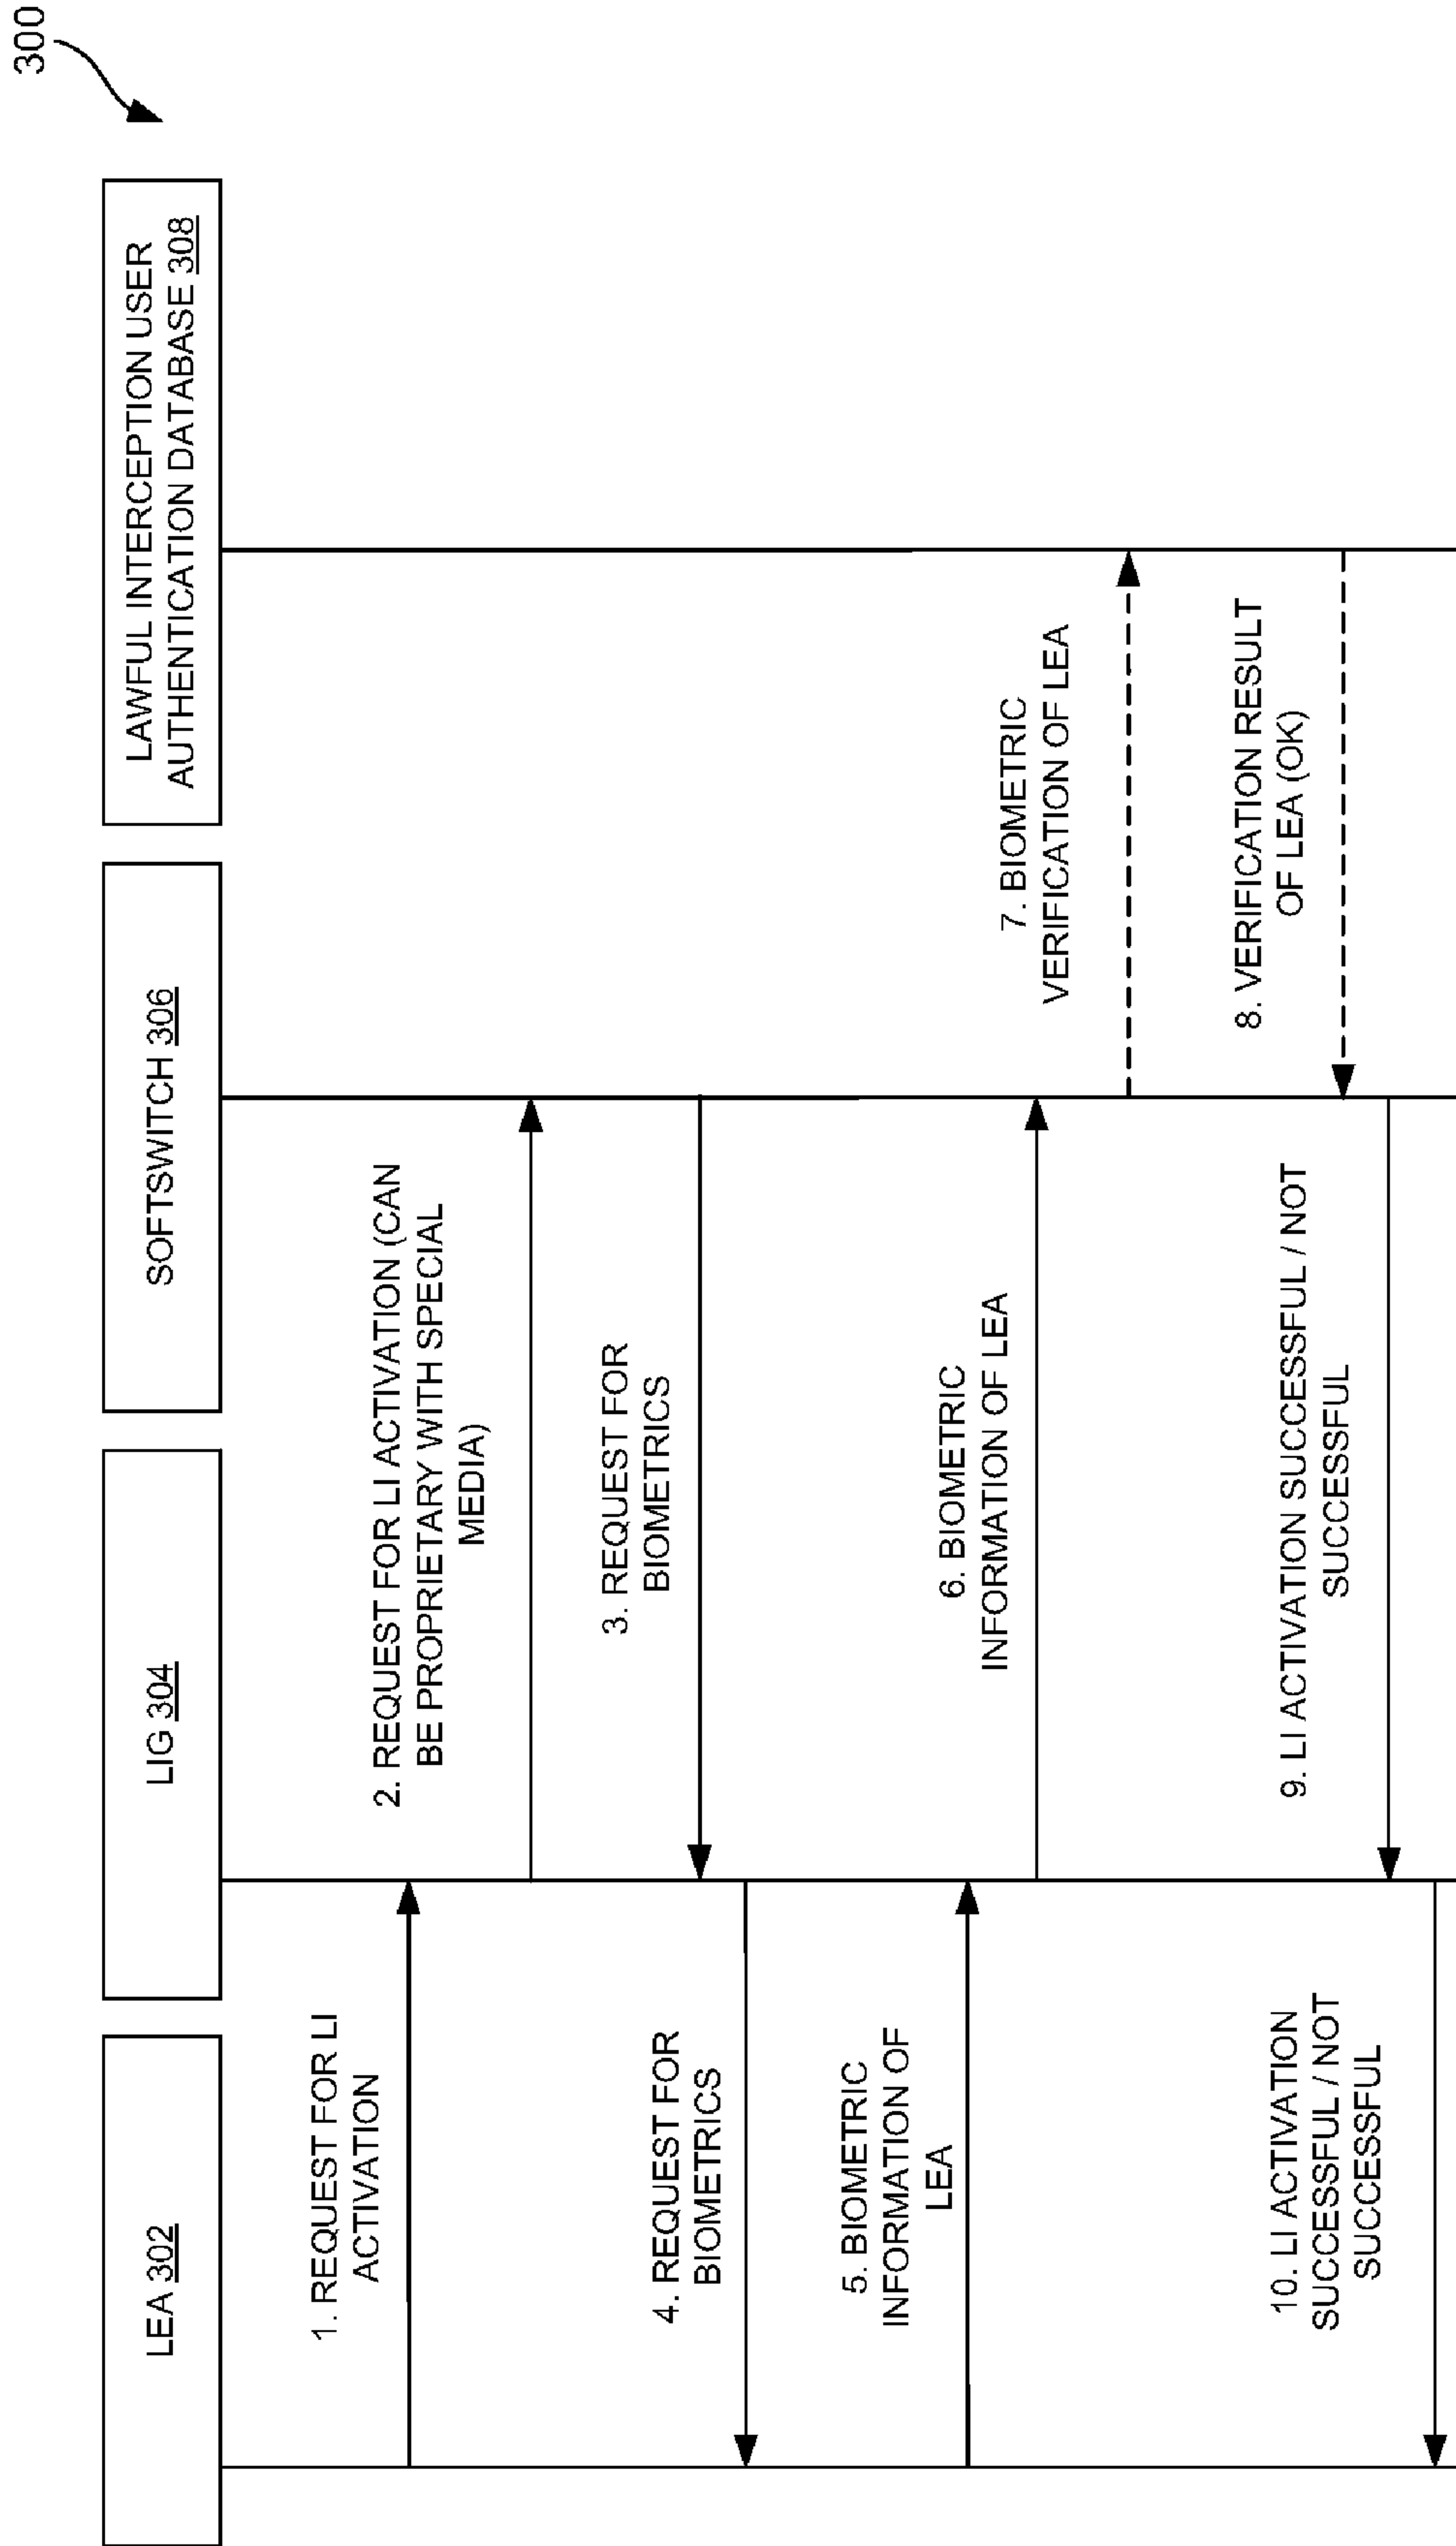 300
LEA 302
LIG 304
SOFTSWITCH 306
LAWFUL INTERCEPTION USER
AUTHENTICATION DATABASE 308
1. REQUEST FOR LI
ACTIVATION
2. REQUEST FOR LI ACTIVATION (CAN
BE PROPRIETARY WITH SPECIAL
MEDIA)
3. REQUEST FOR
BIOMETRICS
4. REQUEST FOR
BIOMETRICS
5. BIOMETRIC
INFORMATION OF
LEA
6. BIOMETRIC
INFORMATION OF LEA
7. BIOMETRIC
VERIFICATION OF LEA
8. VERIFICATION RESULT
OF LEA (OK)
9. LI ACTIVATION SUCCESSFUL / NOT
SUCCESSFUL
10. LI ACTIVATION
SUCCESSFUL / NOT
SUCCESSFUL